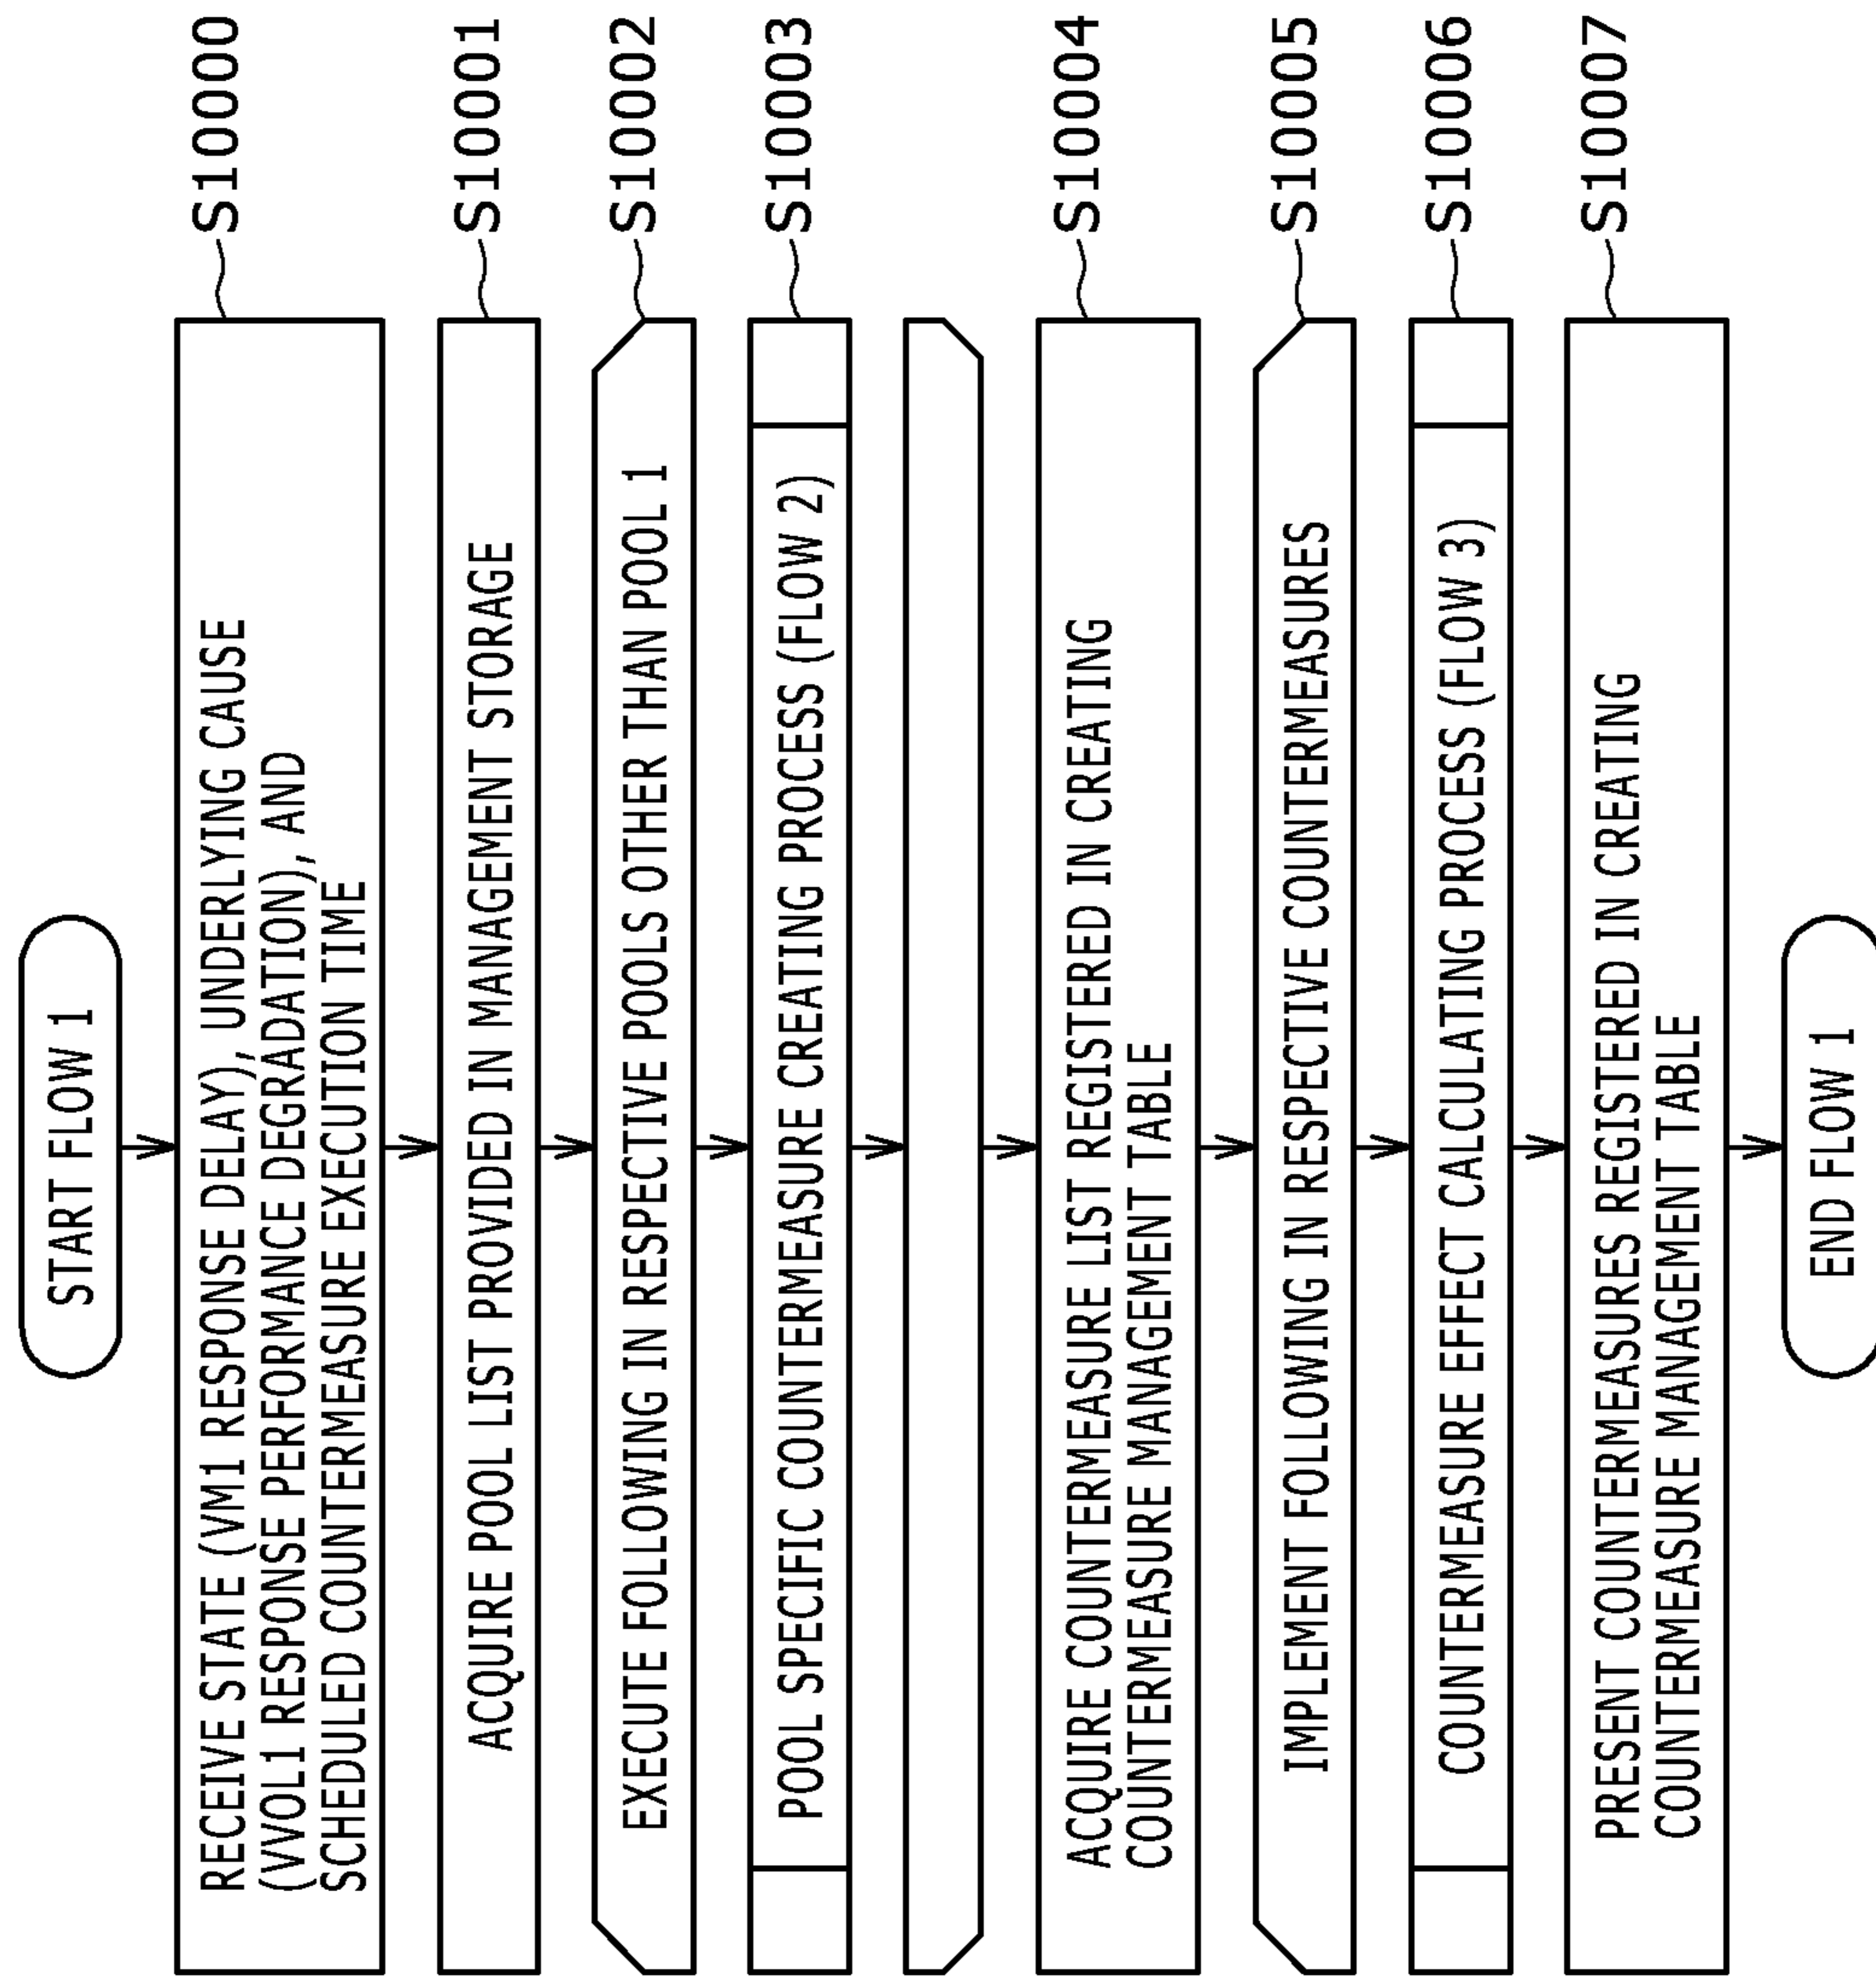 START FLOW 1
RECEIVE STATE (VM1 RESPONSE DELAY), UNDERLYING CAUSE
(VVOL1 RESPONSE PERFORMANCE DEGRADATION), AND
SCHEDULED COUNTERMEASURE EXECUTION TIME
S10000
ACQUIRE POOL LIST PROVIDED IN MANAGEMENT STORAGE
S10001
EXECUTE FOLLOWING IN RESPECTIVE POOLS OTHER THAN POOL 1
S10002
POOL SPECIFIC COUNTERMEASURE CREATING PROCESS (FLOW 2)
S10003
ACQUIRE COUNTERMEASURE LIST REGISTERED IN CREATING
COUNTERMEASURE MANAGEMENT TABLE
S10004
IMPLEMENT FOLLOWING IN RESPECTIVE COUNTERMEASURES
S10005
COUNTERMEASURE EFFECT CALCULATING PROCESS (FLOW 3)
S10006
PRESENT COUNTERMEASURES REGISTERED IN CREATING
COUNTERMEASURE MANAGEMENT TABLE
S10007
END FLOW 1